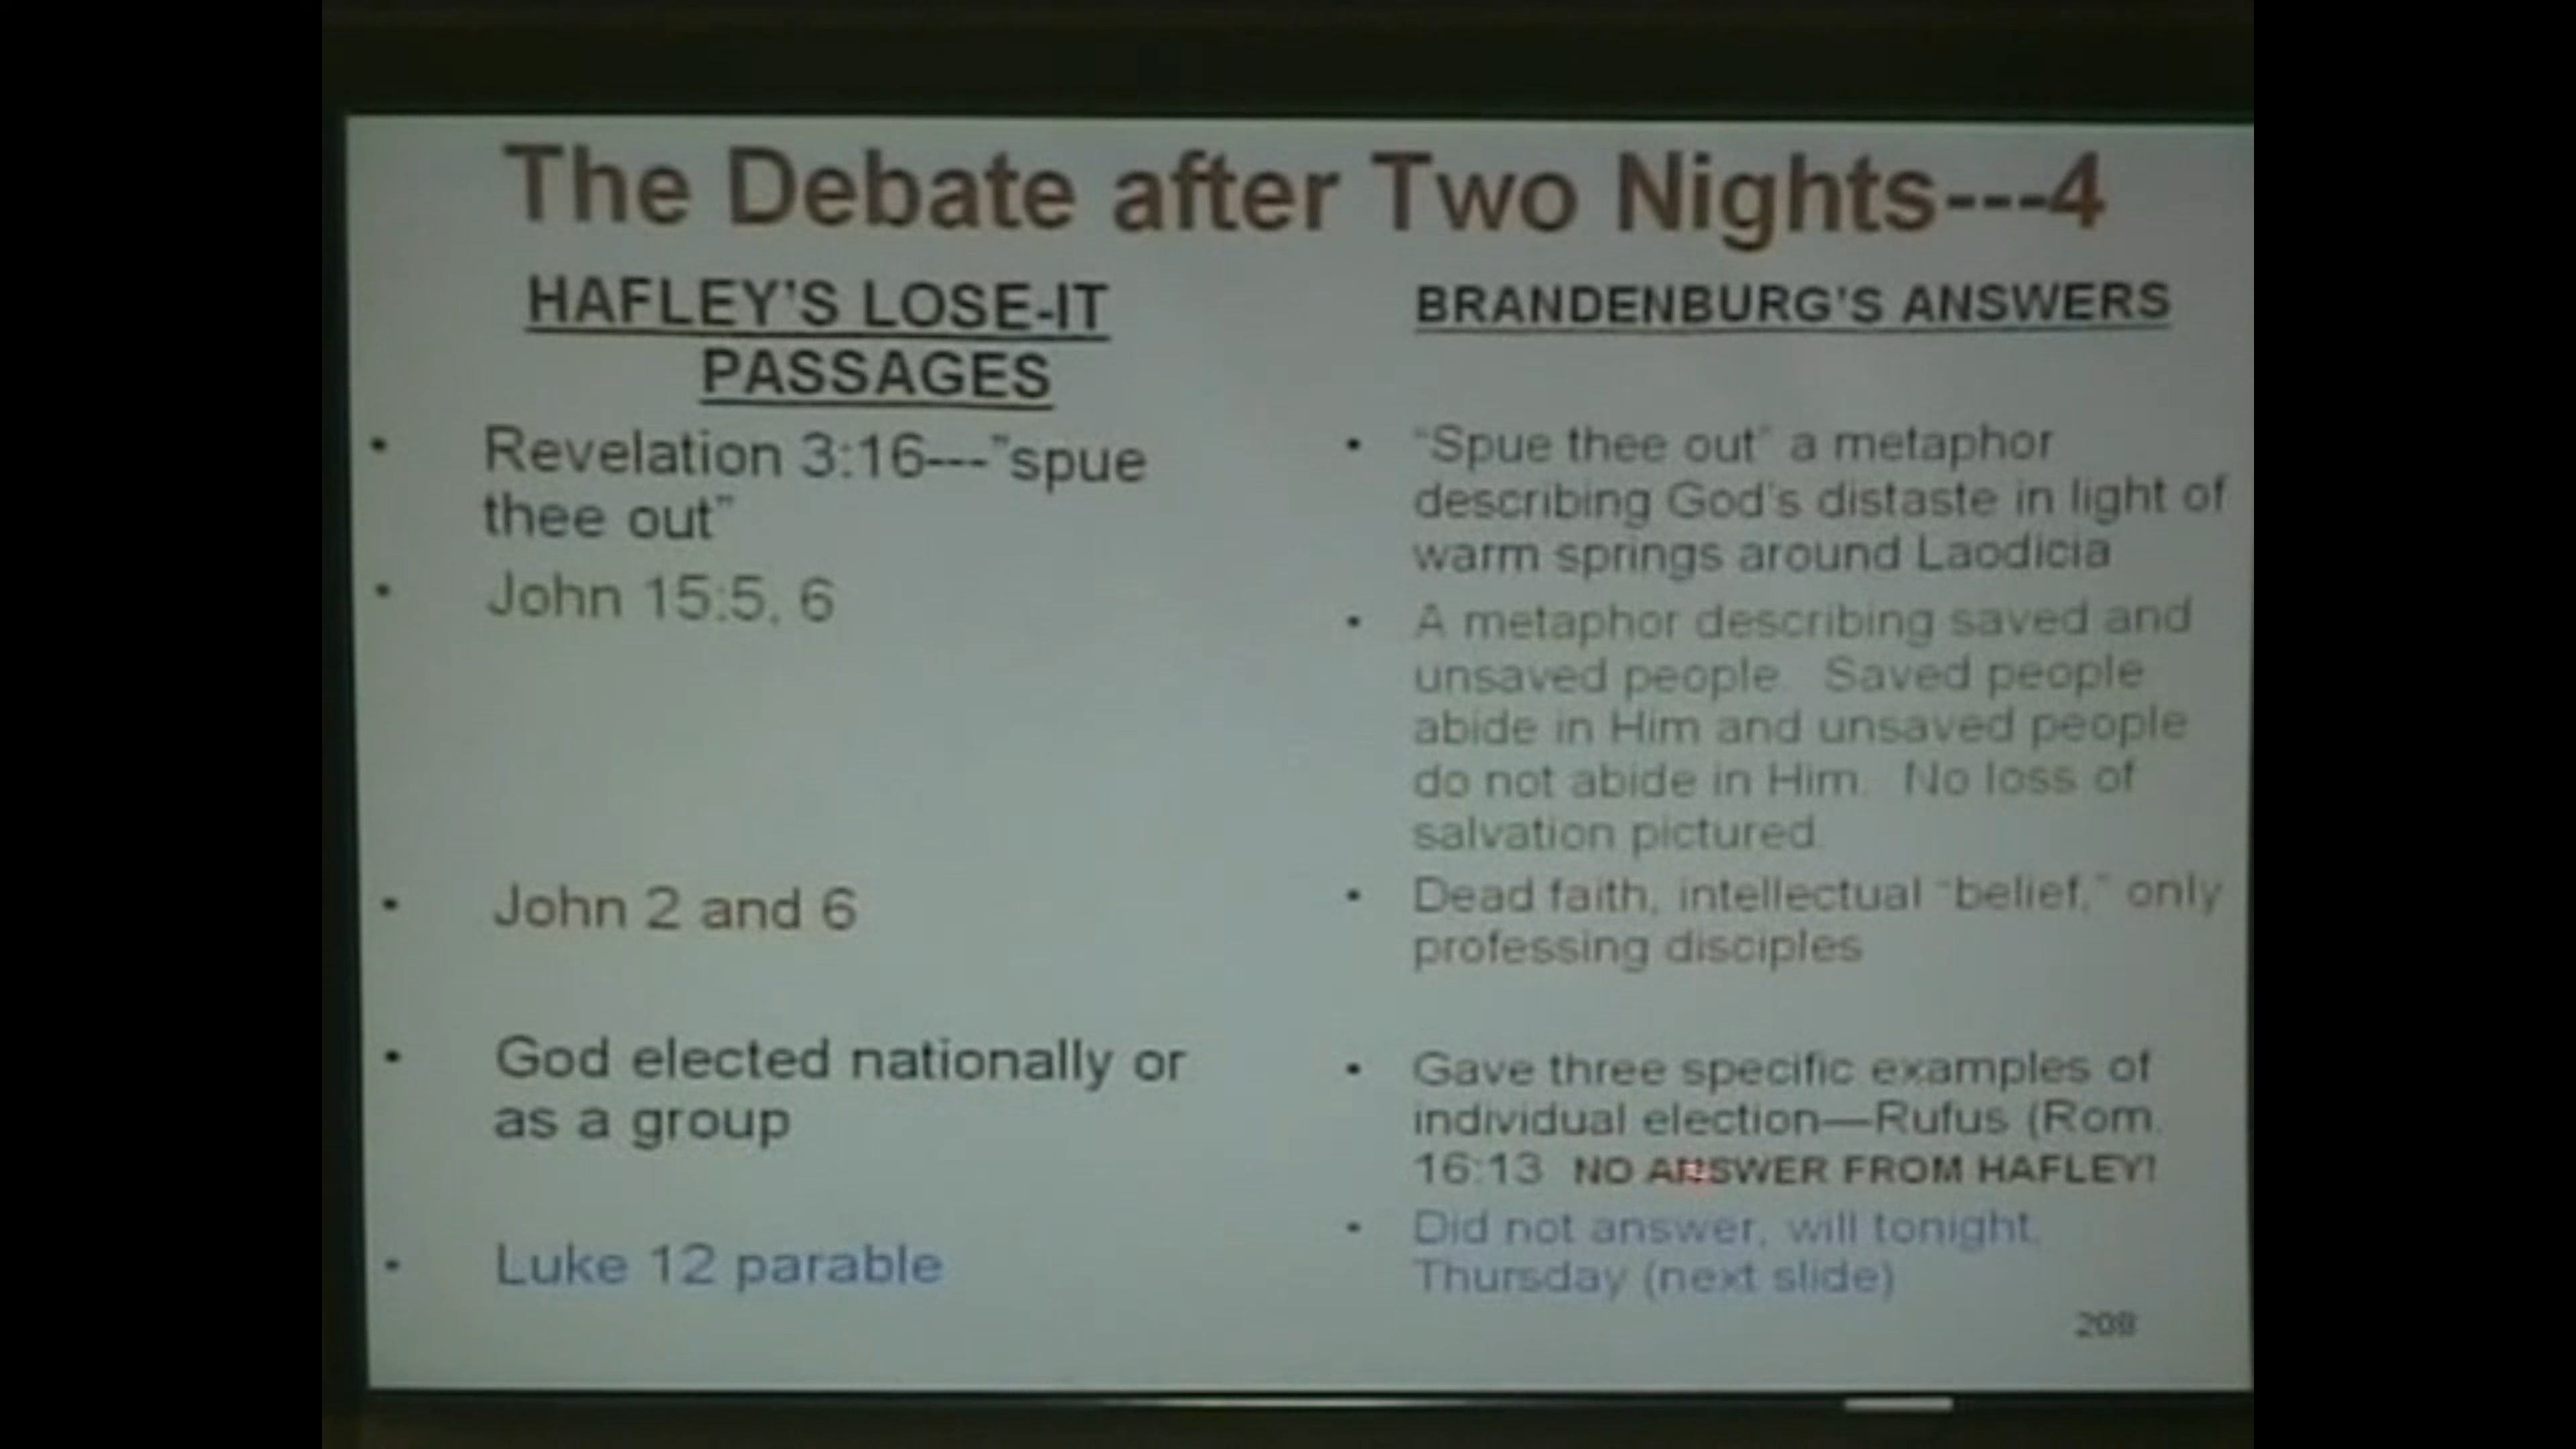 The Debate after Two Nights---4
HAFLEY'S LOSE-IT
PASSAGES
• Revelation 3:16---"spue
thee out"
• John 15:5, 6
• John 2 and 6
• God elected nationally or
as a group
• Luke 12 parable
BRANDENBURG'S ANSWERS
• "Spue thee out" a metaphor
describing God's distaste in light of
warm springs around Laodicia
• A metaphor describing saved and
unsaved people. Saved people
abide in Him and unsaved people
do not abide in Him. No loss of
salvation pictured.
• Dead faith, intellectual "belief," only
professing disciples
• Gave three specific examples of
individual election—Rufus (Rom.
16:13 NO ANSWER FROM HAFLEY!
• Did not answer, will tonight,
Thursday (next slide)
208